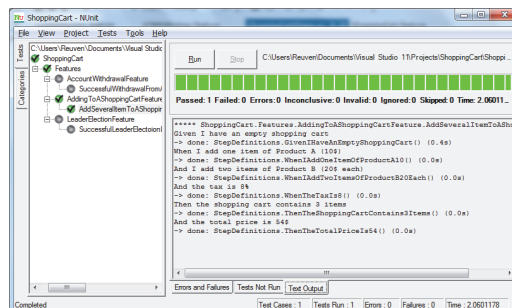 ShoppingCart - NUnit
File View Project Tests Tools Help
Tests
Categories
C:\Users\Reuven\Documents\Visual Studic
ShoppingCart
Features
AccountWithdrawalFeature
SuccessfulWithdrawalFrom
AddingToAShoppingCartFeature
AddSeveralItemToAShoppin
LeaderElectionFeature
SuccessfulLeaderElectoion
Run
Stop
C:\Users\Reuven\Documents\Visual Studio 11\Projects\ShoppingCart\Shoppi ...
Passed: 1 Failed: 0 Errors: 0 Inconclusive: 0 Invalid: 0 Ignored: 0 Skipped: 0 Time: 2.06011...
***** ShoppingCart.Features.AddingToAShoppingCartFeature.AddSeveralItemToASho
Given I have an empty shopping cart
-> done: StepDefinitions.GivenIHaveAnEmptyShoppingCart() (0.4s)
When I add one item of Product A (10$)
-> done: StepDefinitions.WhenIAddOneItemOfProductA10() (0.0s)
And I add two items of Product B (20$ each)
-> done: StepDefinitions.WhenIAddTwoItemsOfProductB20Each() (0.0s)
And the tax is 8%
-> done: StepDefinitions.WhenTheTaxIs8() (0.0s)
Then the shopping cart contains 3 items
-> done: StepDefinitions.ThenTheShoppingCartContains3Items() (0.0s)
And the total price is 54$
-> done: StepDefinitions.ThenTheTotalPriceIs54() (0.0s)
Errors and Failures
Tests Not Run
Text Output
Completed
Test Cases : 1
Tests Run : 1
Errors : 0
Failures : 0
Time : 2.0601178